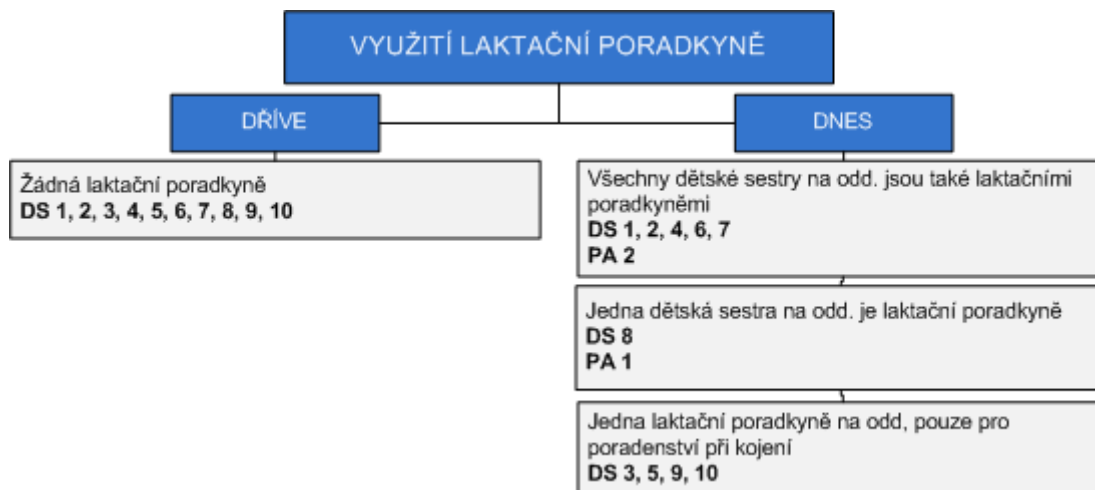 VYUŽITÍ LAKTAČNÍ PORADKYNĚ
DŘÍVE
Žádná laktační poradkyně
DS 1, 2, 3, 4, 5, 6, 7, 8, 9, 10
DNES
Všechny dětské sestry na odd. jsou také laktačními
poradkyněmi
DS 1, 2, 4, 6, 7
PA 2
Jedna dětská sestra na odd. je laktační poradkyně
DS 8
PA 1
Jedna laktační poradkyně na odd, pouze pro
poradenství při kojení
DS 3, 5, 9, 10